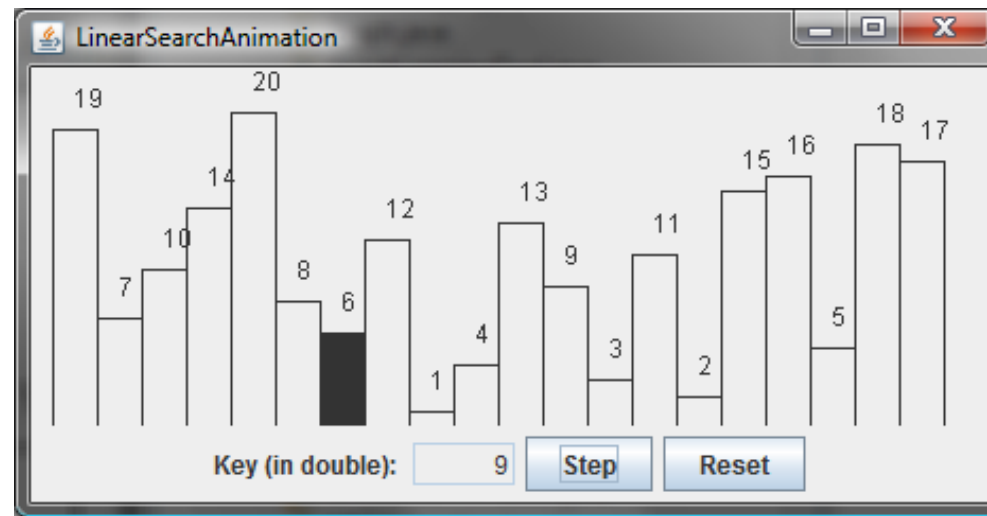 LinearSearchAnimation
19 7 10 14 20 8 6 12 1 4 13 9 3 11 2 15 16 5 18 17
Key (in double): 9 Step Reset